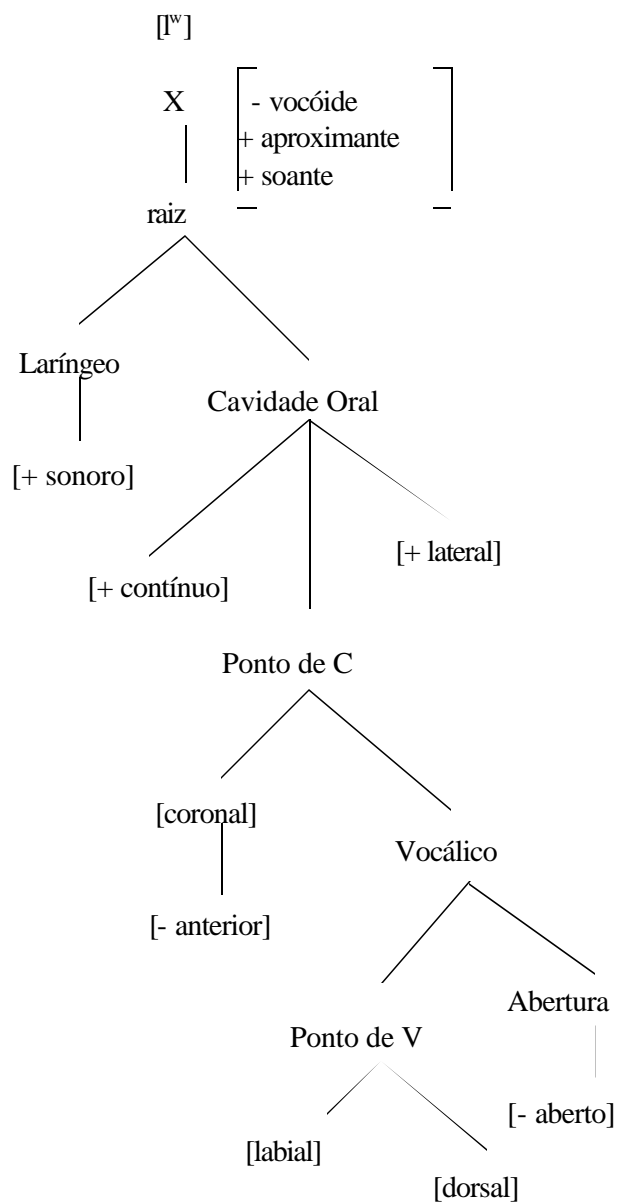 [lʷ]
X - vocóide
+ aproximante
+ soante
raiz
Laríngeo
Cavidade Oral
[+ sonoro]
[+ lateral]
[+ contínuo]
Ponto de C
[coronal]
Vocálico
[- anterior]
Abertura
Ponto de V
[- aberto]
[labial]
[dorsal]